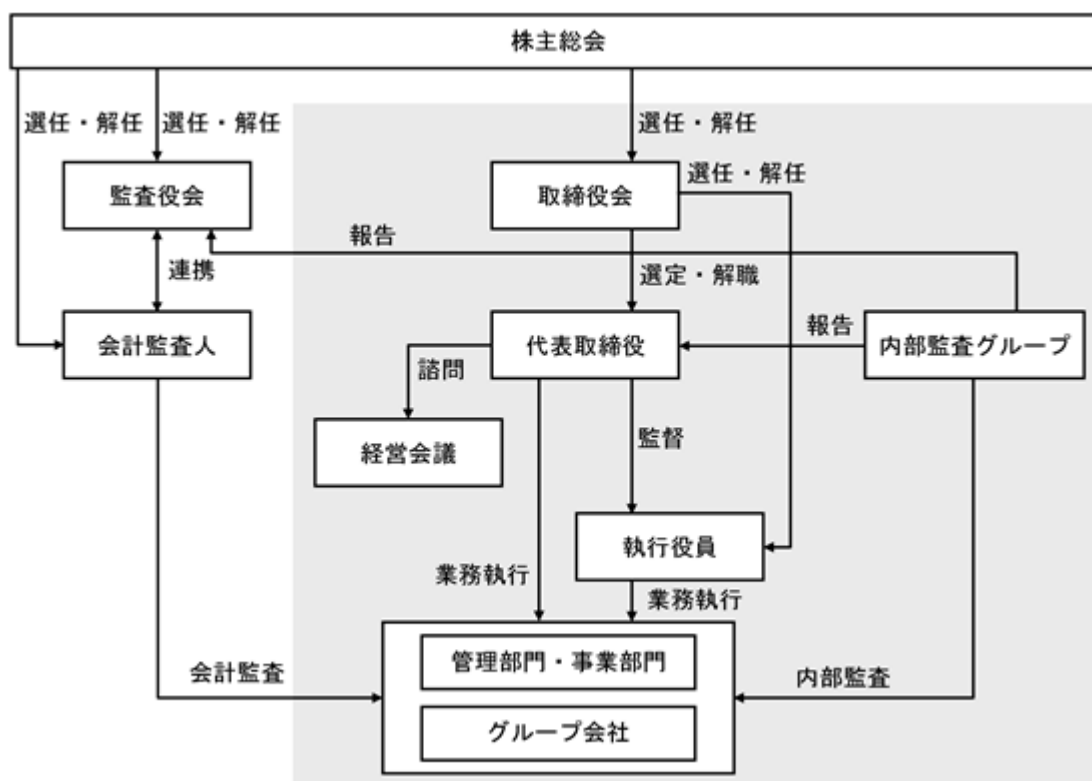 株主総会
選任・解任
選任・解任
選任・解任
監査役会
取締役会
選任・解任
報告
連携
選定・解職
会計監査人
代表取締役
報告
内部監査グループ
諮問
経営会議
監督
執行役員
業務執行
業務執行
管理部門・事業部門
会計監査
内部監査
グループ会社